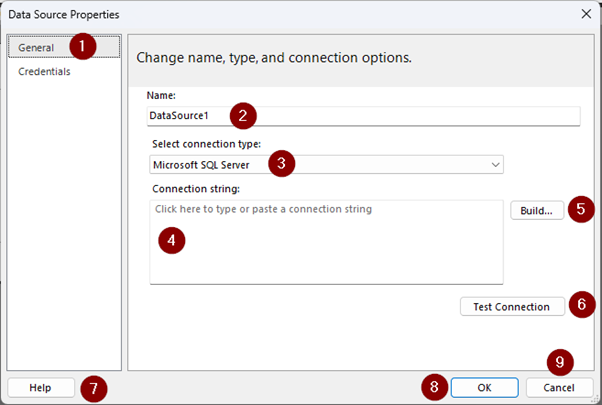 Data Source Properties
General 1
Credentials
Change name, type, and connection options.
Name:
DataSource1 2
Select connection type:
Microsoft SQL Server 3
Connection string:
Click here to type or paste a connection string
4
Build... 5
Test Connection 6
9
Help 7
8 OK Cancel